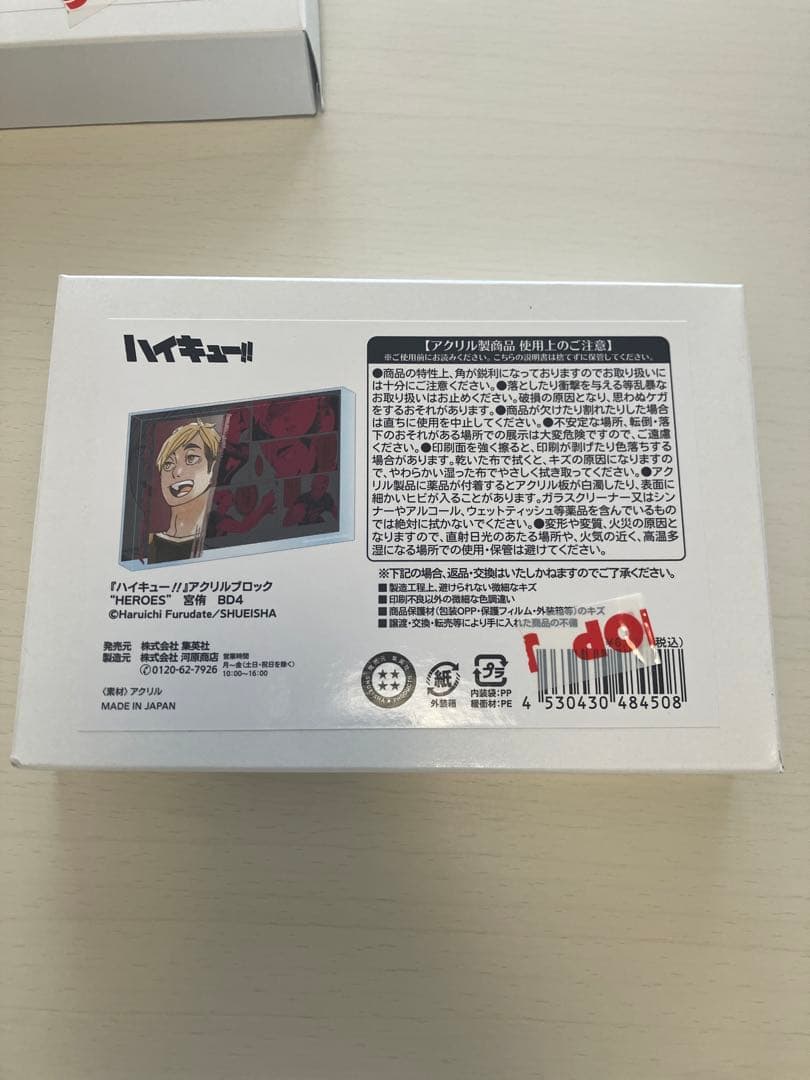 ハイキュー!!
【アクリル製商品 使用上のご注意】
※ご使用前にお読みください。こちらの説明書は捨てずに保管してください。
●商品の特性上、角が鋭利になっておりますのでお取り扱いに
は十分にご注意ください。●落としたり衝撃を与える等乱暴な
お取り扱いはお止めください。破損の原因となり、思わぬケガ
をするおそれがあります。●商品が欠けたり割れたりした場合
は直ちに使用を中止してください。●不安定な場所、転倒・落
下のおそれがある場所での展示は大変危険ですので、ご遠慮
ください。●印刷面を強く擦ると、印刷が剥げたり色落ちする
場合があります。乾いた布で拭くと、キズの原因になりますの
で、やわらかい湿った布でやさしく拭き取ってください。●アク
リル製品に薬品が付着するとアクリル板が白濁したり、表面に
細かいヒビが入ることがあります。ガラスクリーナー又はシン
ナーやアルコール、ウェットティッシュ等薬品を含んでいるもの
では絶対に拭かないでください。●変形や変質、火災の原因と
なりますので、直射日光のあたる場所や、火気の近く、高温多
湿になる場所での使用・保管は避けてください。
※下記の場合、返品・交換はいたしかねますのでご了承ください。
■製造工程上、避けられない微細なキズ
■印刷不良以外の微細な色調違い
■商品保護材(包装OPP・保護フィルム・外装箱等)のキズ
■譲渡・交換・転売等により手に入れた商品の不備
『ハイキュー!!』アクリルブロック
"HEROES" 宮侑 BD4
©Haruichi Furudate/SHUEISHA
発売元 株式会社 集英社
製造元 株式会社 河原商店
0120-62-7926
営業時間
月〜金(土日・祝日を除く)
10:00〜16:00
〈素材〉アクリル
MADE IN JAPAN
紙
外装箱
プラ
内装袋:PP
緩衝材:PE
(税込)
4 530430 484508